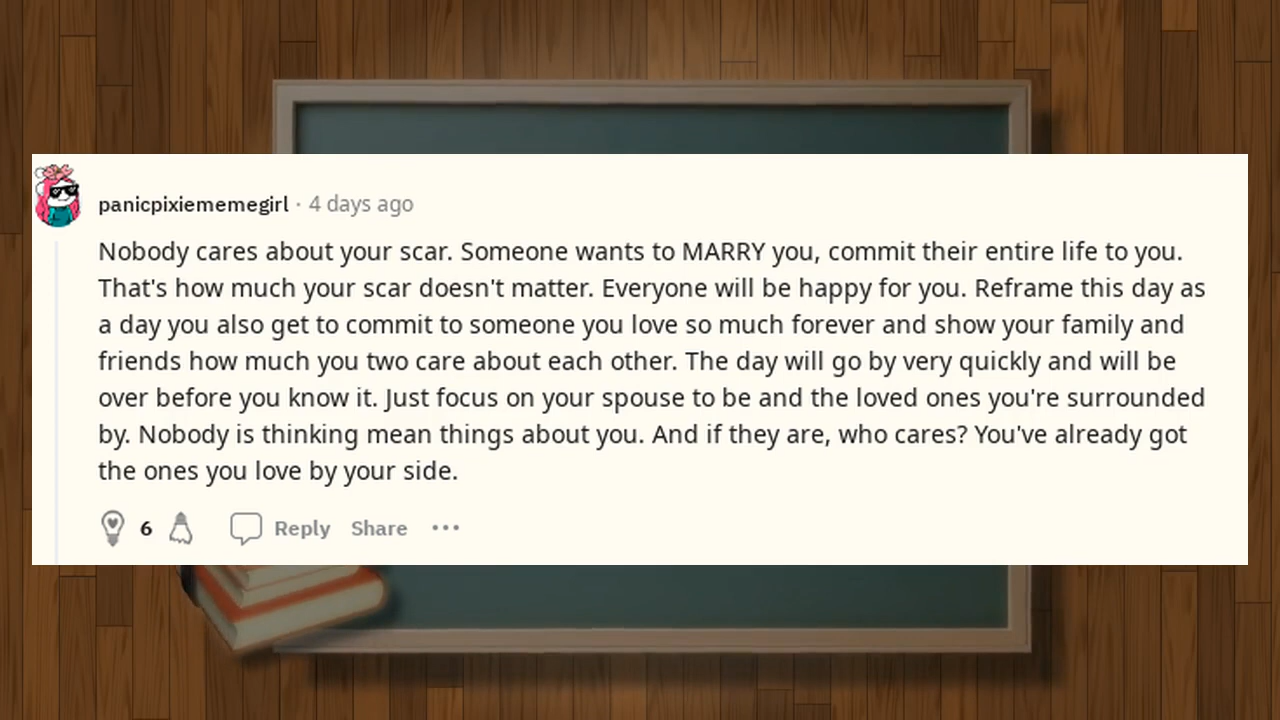 panicpixiememegirl · 4 days ago
Nobody cares about your scar. Someone wants to MARRY you, commit their entire life to you.
That's how much your scar doesn't matter. Everyone will be happy for you. Reframe this day as
a day you also get to commit to someone you love so much forever and show your family and
friends how much you two care about each other. The day will go by very quickly and will be
over before you know it. Just focus on your spouse to be and the loved ones you're surrounded
by. Nobody is thinking mean things about you. And if they are, who cares? You've already got
the ones you love by your side.
6 Reply Share •••